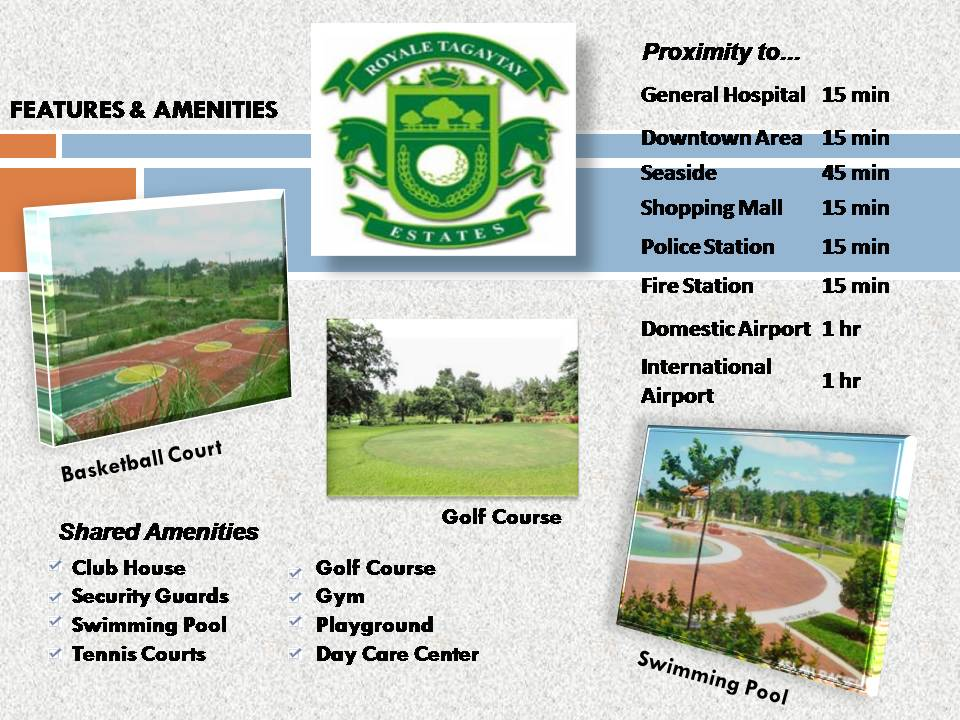 FEATURES & AMENITIES
ROYALE TAGAYTAY
ESTATES
Proximity to...
General Hospital 15 min
Downtown Area 15 min
Seaside 45 min
Shopping Mall 15 min
Police Station 15 min
Fire Station 15 min
Domestic Airport 1 hr
International
Airport 1 hr
Basketball Court
Golf Course
Swimming Pool
Shared Amenities
Club House
Security Guards
Swimming Pool
Tennis Courts
Golf Course
Gym
Playground
Day Care Center